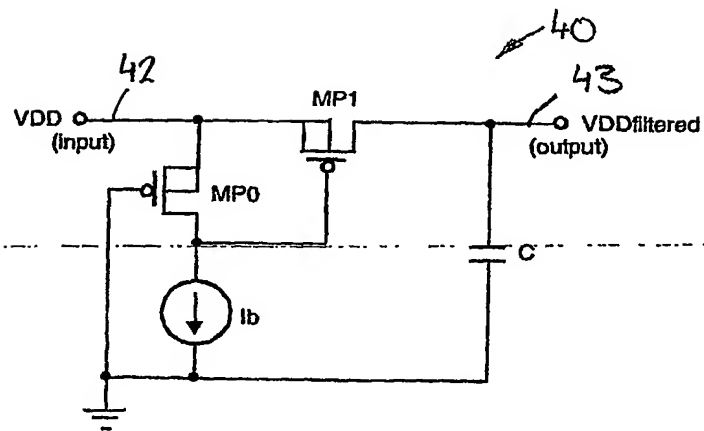 40
42
43
MP1
VDD
(input)
VDDfiltered
(output)
MP0
C
Ib